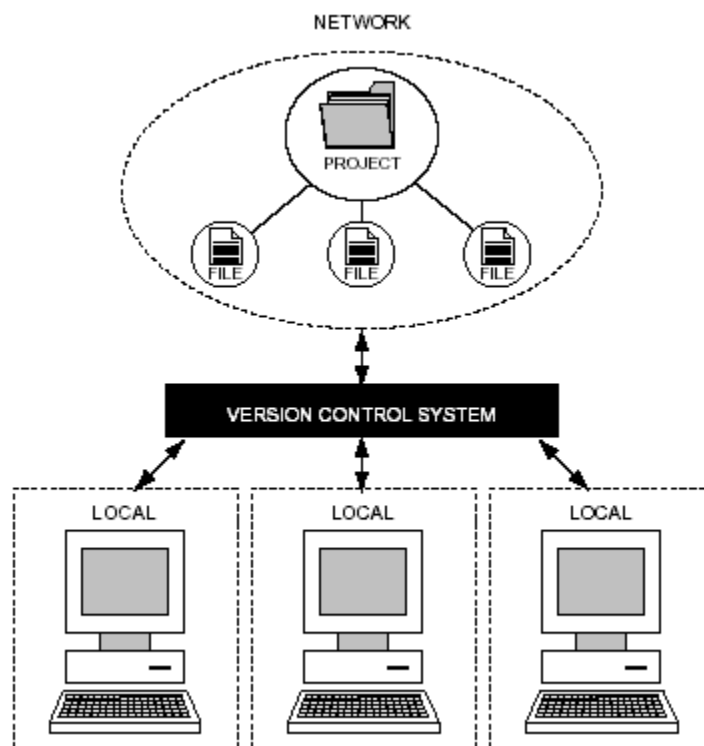 NETWORK
PROJECT
FILE
FILE
FILE
VERSION CONTROL SYSTEM
LOCAL
LOCAL
LOCAL